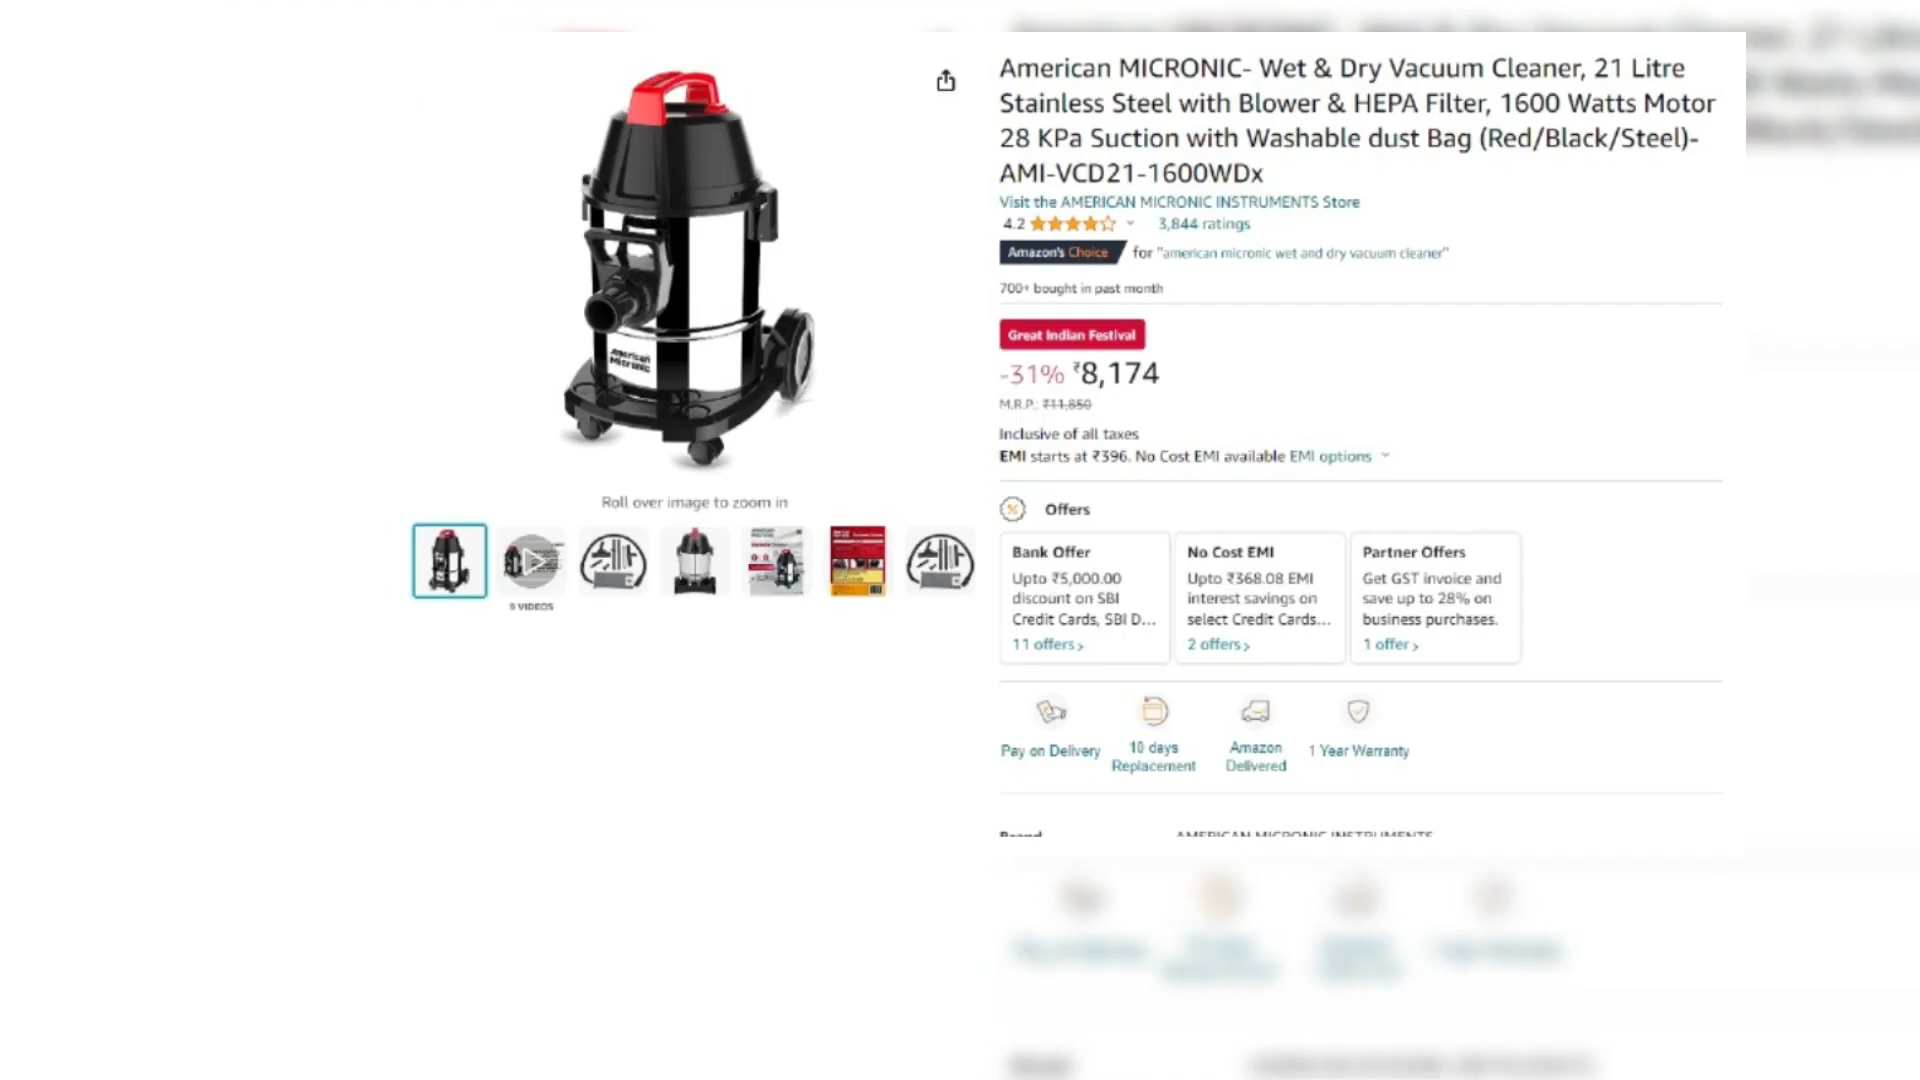 American MICRONIC- Wet & Dry Vacuum Cleaner, 21 Litre
Stainless Steel with Blower & HEPA Filter, 1600 Watts Motor
28 KPa Suction with Washable dust Bag (Red/Black/Steel)-
AMI-VCD21-1600WDx
Visit the AMERICAN MICRONIC INSTRUMENTS Store
4.2 3,844 ratings
Amazon's Choice for "american micronic wet and dry vacuum cleaner"
700+ bought in past month
Great Indian Festival
-31% ₹8,174
M.R.P.: ₹11,850
Inclusive of all taxes
EMI starts at ₹396. No Cost EMI available EMI options
American
Micronic
Roll over image to zoom in
9 VIDEOS
Offers
Bank Offer
Upto ₹5,000.00
discount on SBI
Credit Cards, SBI D...
11 offers›
No Cost EMI
Upto ₹368.08 EMI
interest savings on
select Credit Cards...
2 offers›
Partner Offers
Get GST invoice and
save up to 28% on
business purchases.
1 offer›
Pay on Delivery
10 days
Replacement
Amazon
Delivered
1 Year Warranty
Brand AMERICAN MICRONIC INSTRUMENTS